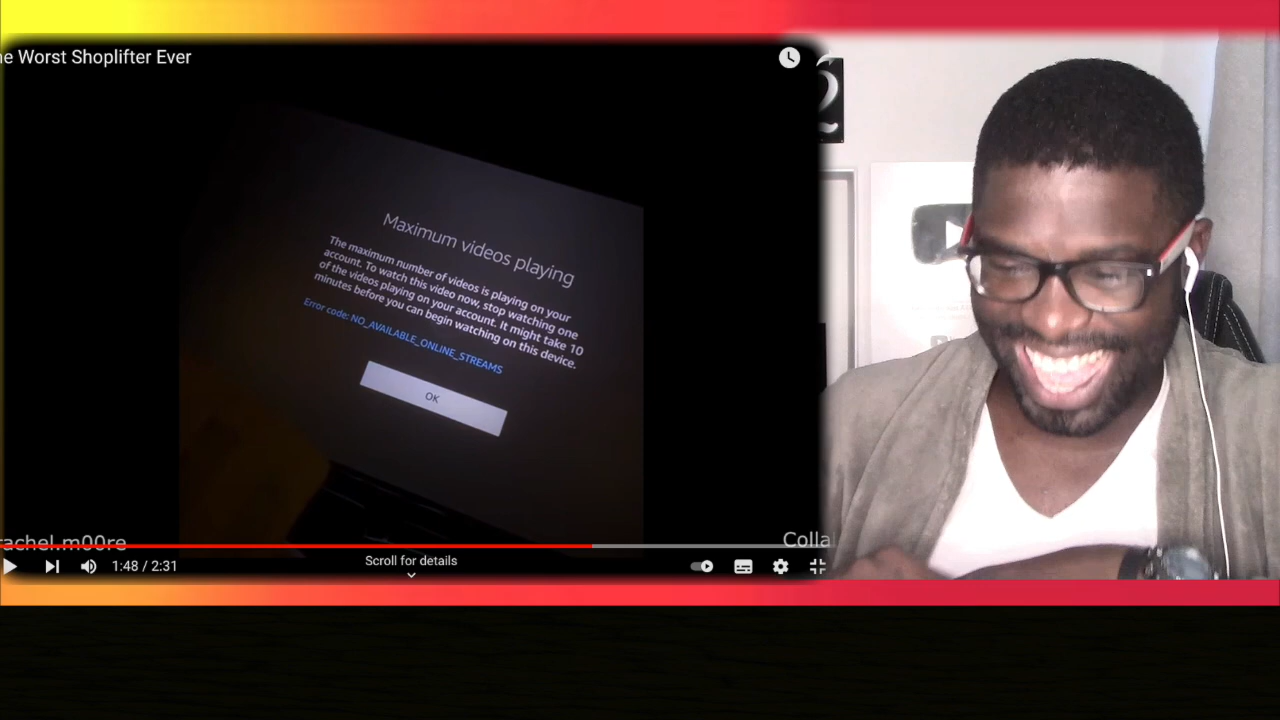 he Worst Shoplifter Ever
Maximum videos playing
The maximum number of videos is playing on your
account. To watch this video now, stop watching one
of the videos playing on your account. It might take 10
minutes before you can begin watching on this device.
Error code: NO_AVAILABLE_ONLINE_STREAMS
OK
rachel.m00re
Colla
1:48 / 2:31
Scroll for details
2